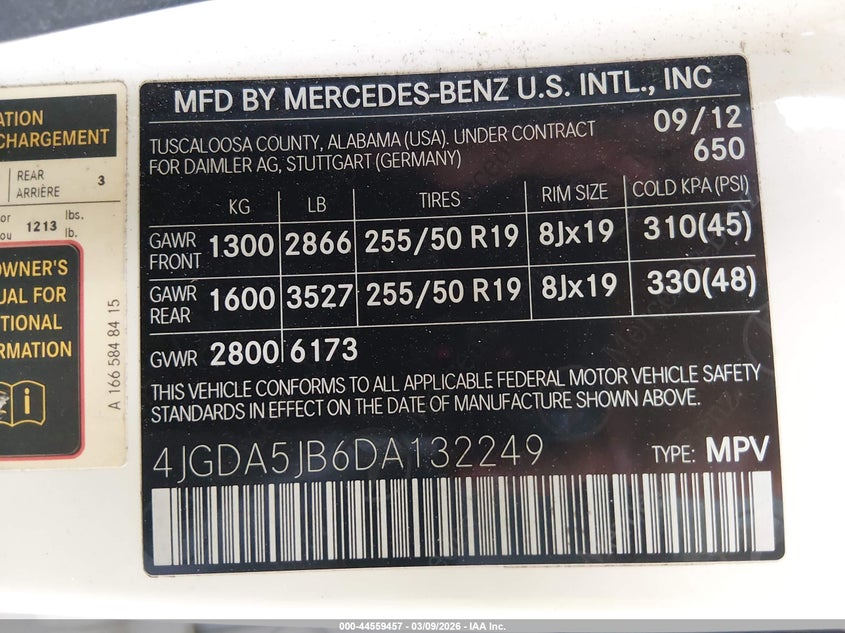 ATION
CHARGEMENT
REAR
ARRIÈRE 3
or
ou 1213 lbs.
lb.
OWNER'S
UAL FOR
TIONAL
RMATION
i
A 166 584 84 15
MFD BY MERCEDES-BENZ U.S. INTL., INC
TUSCALOOSA COUNTY, ALABAMA (USA). UNDER CONTRACT 09/12
FOR DAIMLER AG, STUTTGART (GERMANY) 650
KG LB TIRES RIM SIZE COLD KPA (PSI)
GAWR FRONT 1300 2866 255/50 R19 8Jx19 310(45)
GAWR REAR 1600 3527 255/50 R19 8Jx19 330(48)
GVWR 2800 6173
THIS VEHICLE CONFORMS TO ALL APPLICABLE FEDERAL MOTOR VEHICLE SAFETY
STANDARDS IN EFFECT ON THE DATE OF MANUFACTURE SHOWN ABOVE.
4JGDA5JB6DA132249 TYPE: MPV
000-44559457 - 03/09/2026 - IAA Inc.